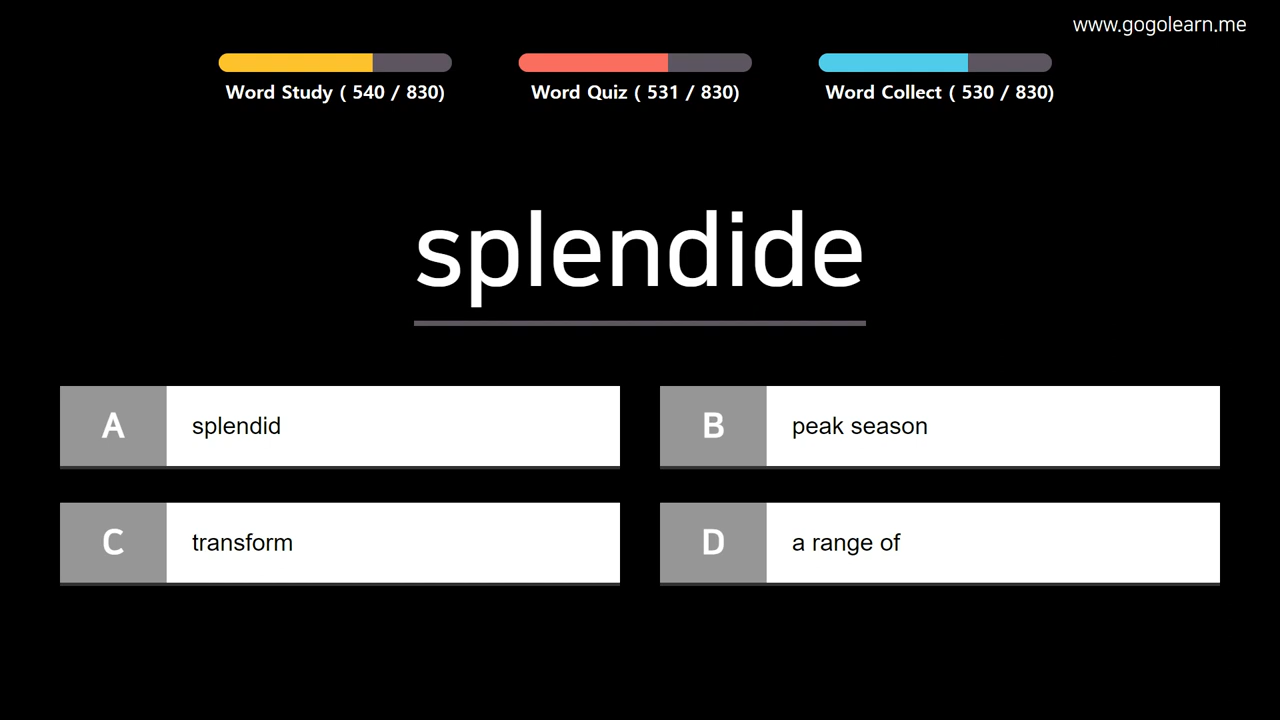 www.gogolearn.me
Word Study ( 540 / 830)
Word Quiz ( 531 / 830)
Word Collect ( 530 / 830)
splendide
A splendid
B peak season
C transform
D a range of